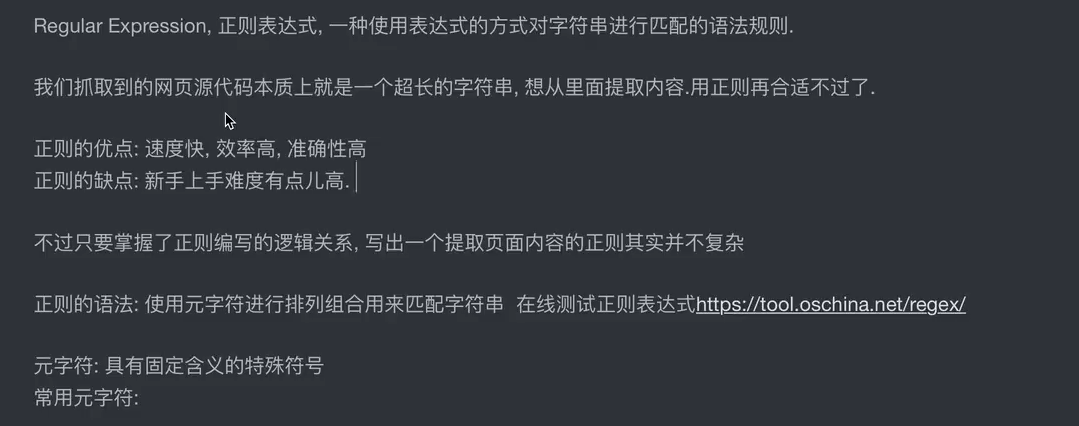 Regular Expression, 正则表达式, 一种使用表达式的方式对字符串进行匹配的语法规则.
我们抓取到的网页源代码本质上就是一个超长的字符串, 想从里面提取内容.用正则再合适不过了.
正则的优点: 速度快, 效率高, 准确性高
正则的缺点: 新手上手难度有点儿高.
不过只要掌握了正则编写的逻辑关系, 写出一个提取页面内容的正则其实并不复杂
正则的语法: 使用元字符进行排列组合用来匹配字符串  在线测试正则表达式https://tool.oschina.net/regex/
元字符: 具有固定含义的特殊符号
常用元字符: